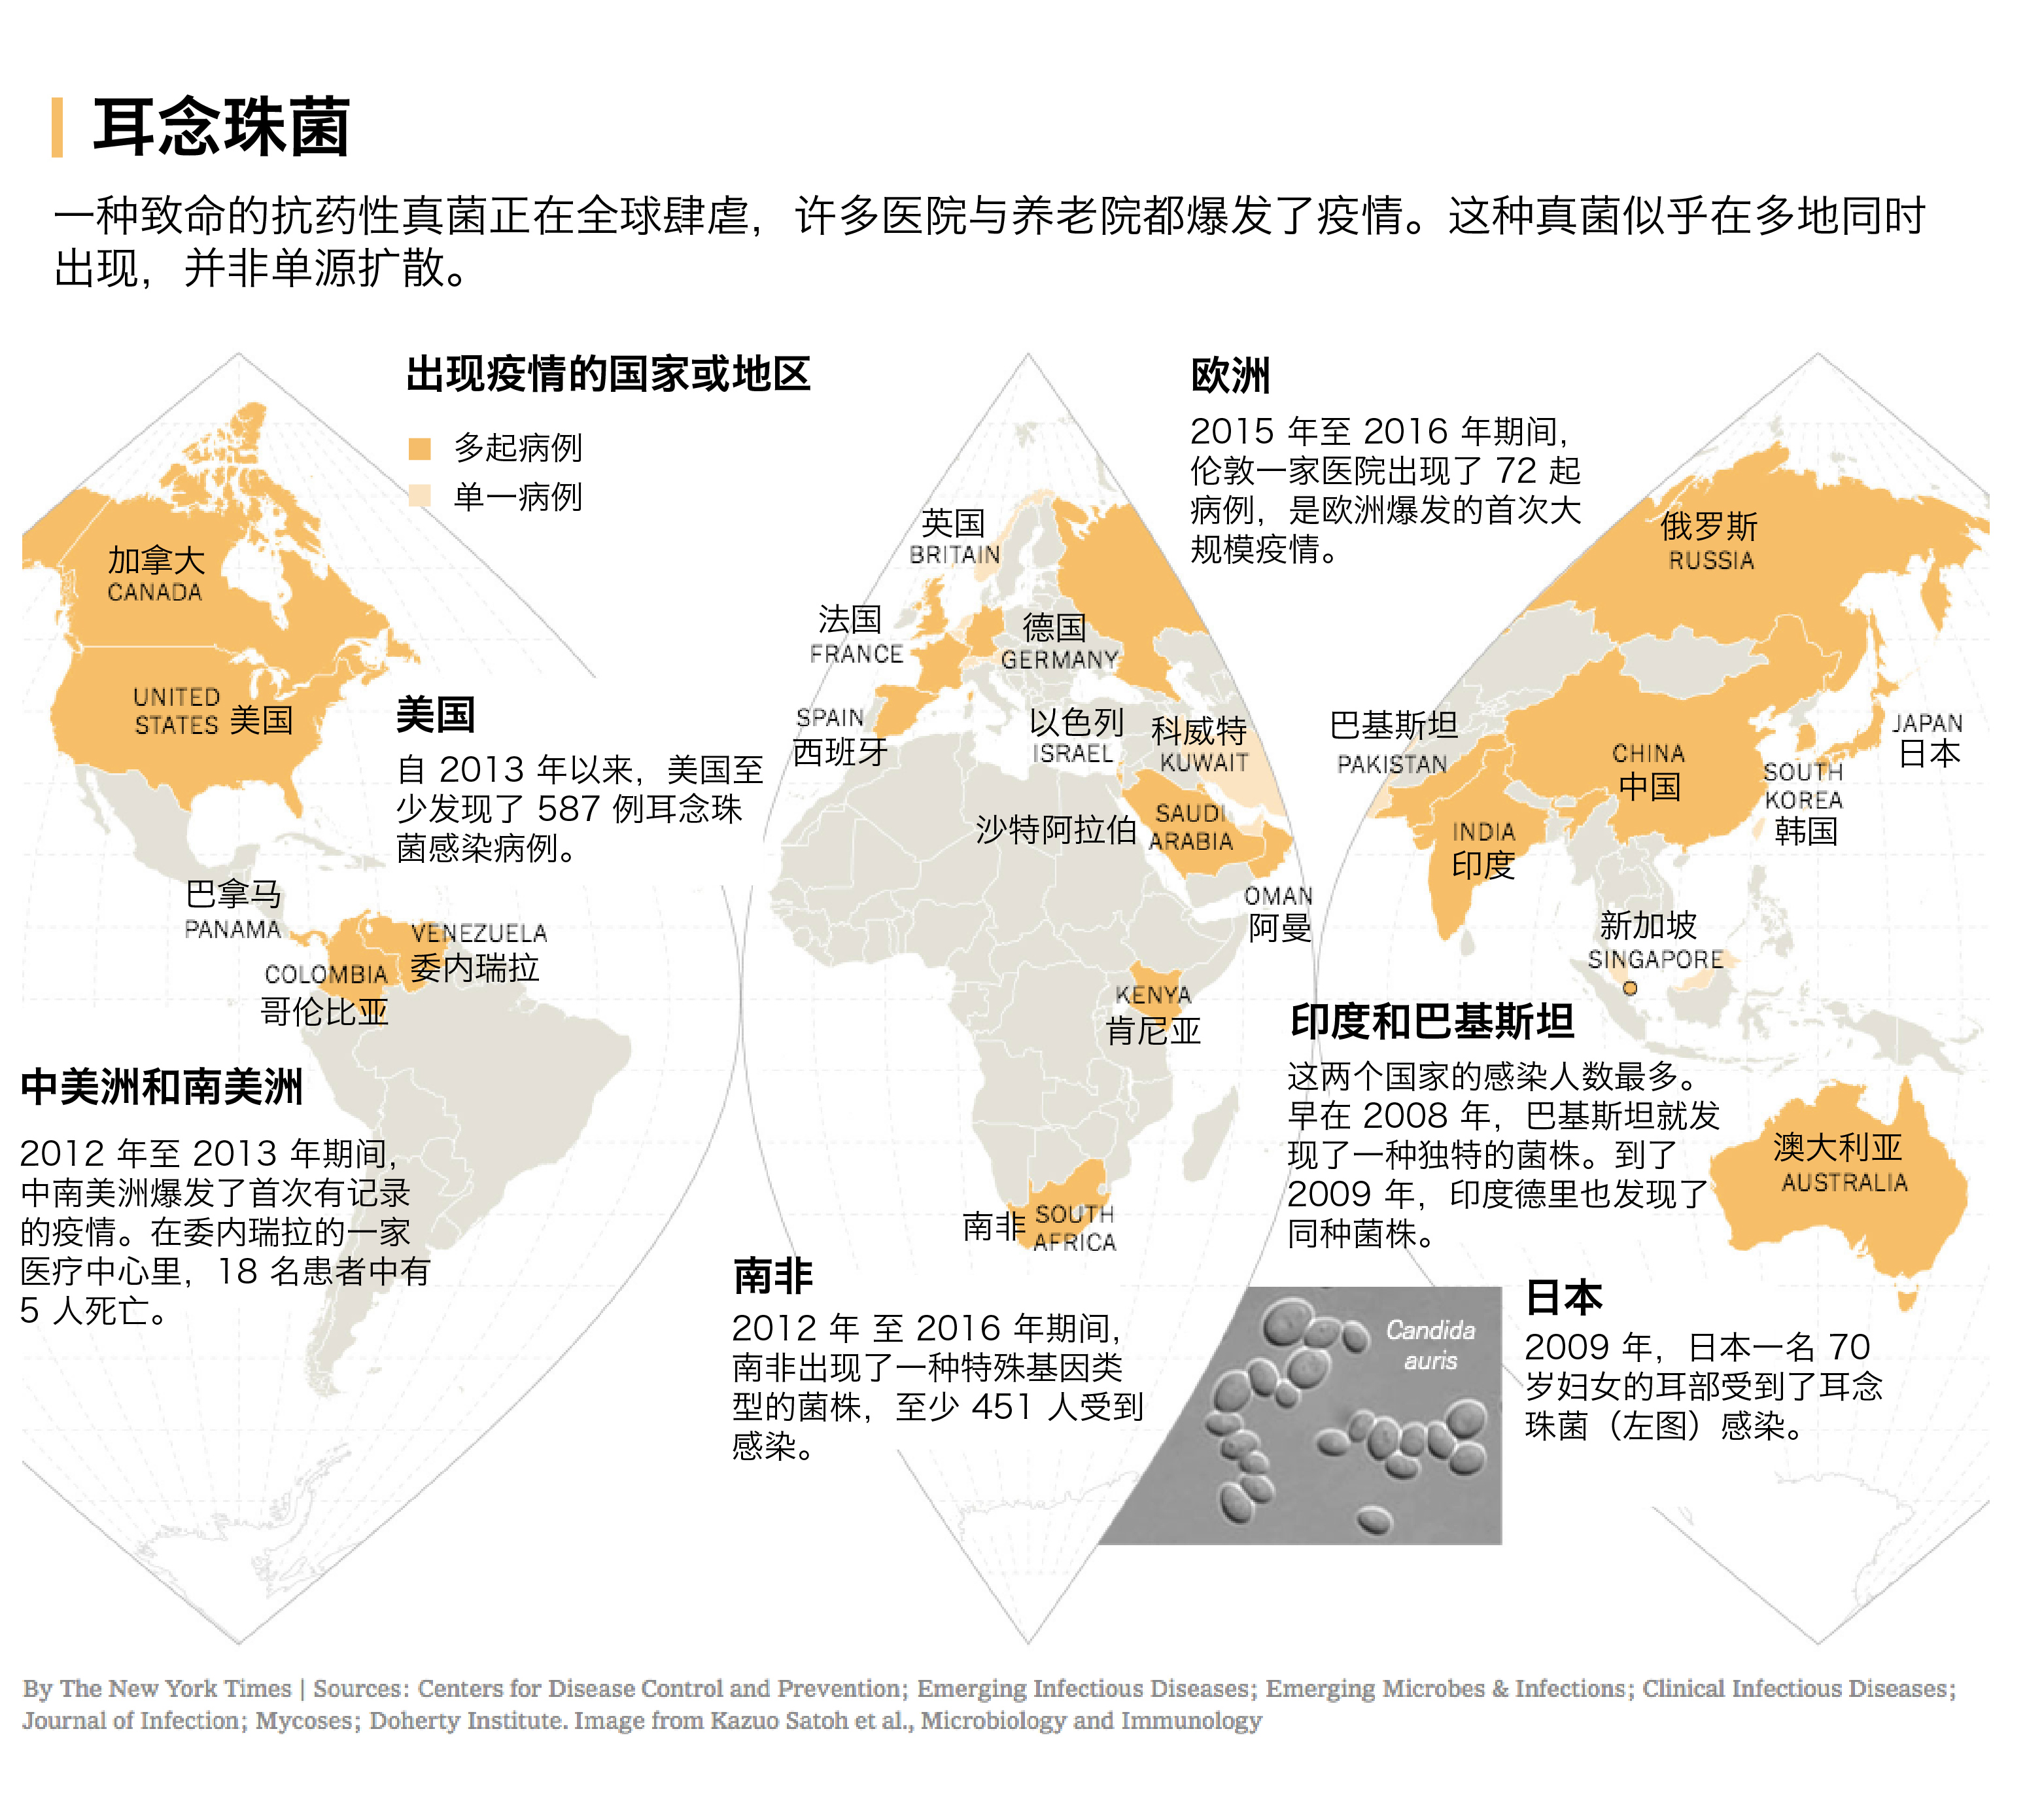 耳念珠菌
一种致命的抗药性真菌正在全球肆虐，许多医院与养老院都爆发了疫情。这种真菌似乎在多地同时
出现，并非单源扩散。
出现疫情的国家或地区
多起病例
单一病例
加拿大
CANADA
UNITED
STATES 美国
美国
自 2013 年以来，美国至
少发现了 587 例耳念珠
菌感染病例。
巴拿马
PANAMA
VENEZUELA
委内瑞拉
COLOMBIA
哥伦比亚
中美洲和南美洲
2012 年至 2013 年期间，
中南美洲爆发了首次有记录
的疫情。在委内瑞拉的一家
医疗中心里，18 名患者中有
5 人死亡。
欧洲
2015 年至 2016 年期间，
伦敦一家医院出现了 72 起
病例，是欧洲爆发的首次大
规模疫情。
英国
BRITAIN
法国
FRANCE
德国
GERMANY
SPAIN
西班牙
以色列
ISRAEL
科威特
KUWAIT
沙特阿拉伯
SAUDI
ARABIA
OMAN
阿曼
KENYA
肯尼亚
南非
SOUTH
AFRICA
南非
2012 年 至 2016 年期间，
南非出现了一种特殊基因类
型的菌株，至少 451 人受到
感染。
俄罗斯
RUSSIA
巴基斯坦
PAKISTAN
CHINA
中国
JAPAN
日本
SOUTH
KOREA
韩国
INDIA
印度
新加坡
SINGAPORE
印度和巴基斯坦
这两个国家的感染人数最多。
早在 2008 年，巴基斯坦就发
现了一种独特的菌株。到了
2009 年，印度德里也发现了
同种菌株。
澳大利亚
AUSTRALIA
Candida
auris
日本
2009 年，日本一名 70
岁妇女的耳部受到了耳念
珠菌（左图）感染。
By The New York Times | Sources: Centers for Disease Control and Prevention; Emerging Infectious Diseases; Emerging Microbes & Infections; Clinical Infectious Diseases;
Journal of Infection; Mycoses; Doherty Institute. Image from Kazuo Satoh et al., Microbiology and Immunology